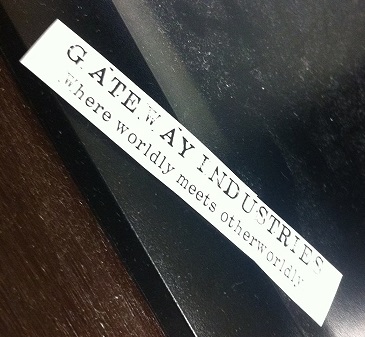 GATEWAY INDUSTRIES
where worldly meets otherworldly